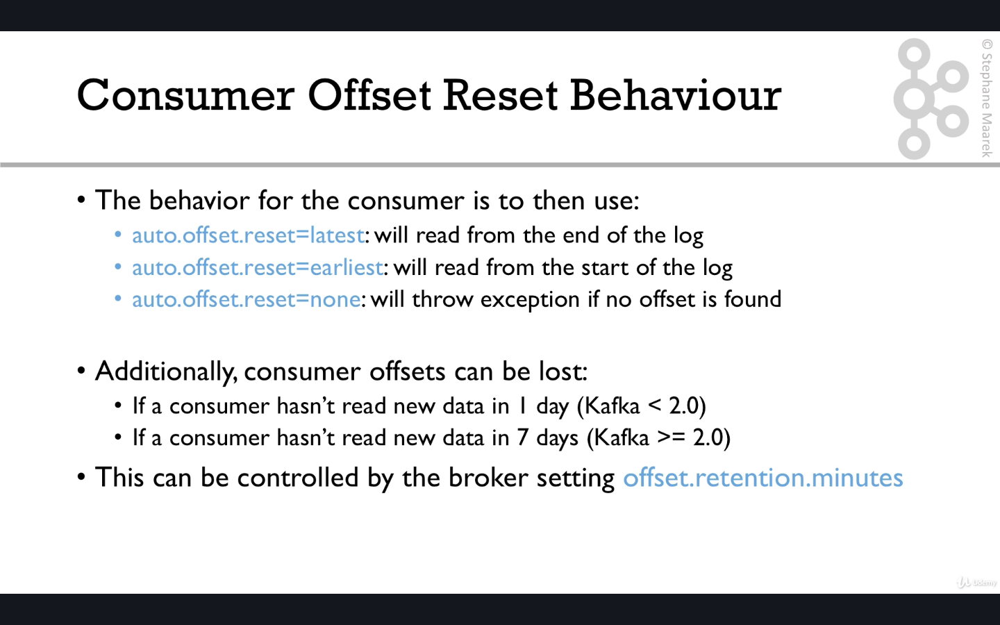 Consumer Offset Reset Behaviour
© Stephane Maarek
• The behavior for the consumer is to then use:
• auto.offset.reset=latest: will read from the end of the log
• auto.offset.reset=earliest: will read from the start of the log
• auto.offset.reset=none: will throw exception if no offset is found
• Additionally, consumer offsets can be lost:
• If a consumer hasn’t read new data in 1 day (Kafka < 2.0)
• If a consumer hasn’t read new data in 7 days (Kafka >= 2.0)
• This can be controlled by the broker setting offset.retention.minutes
Udemy